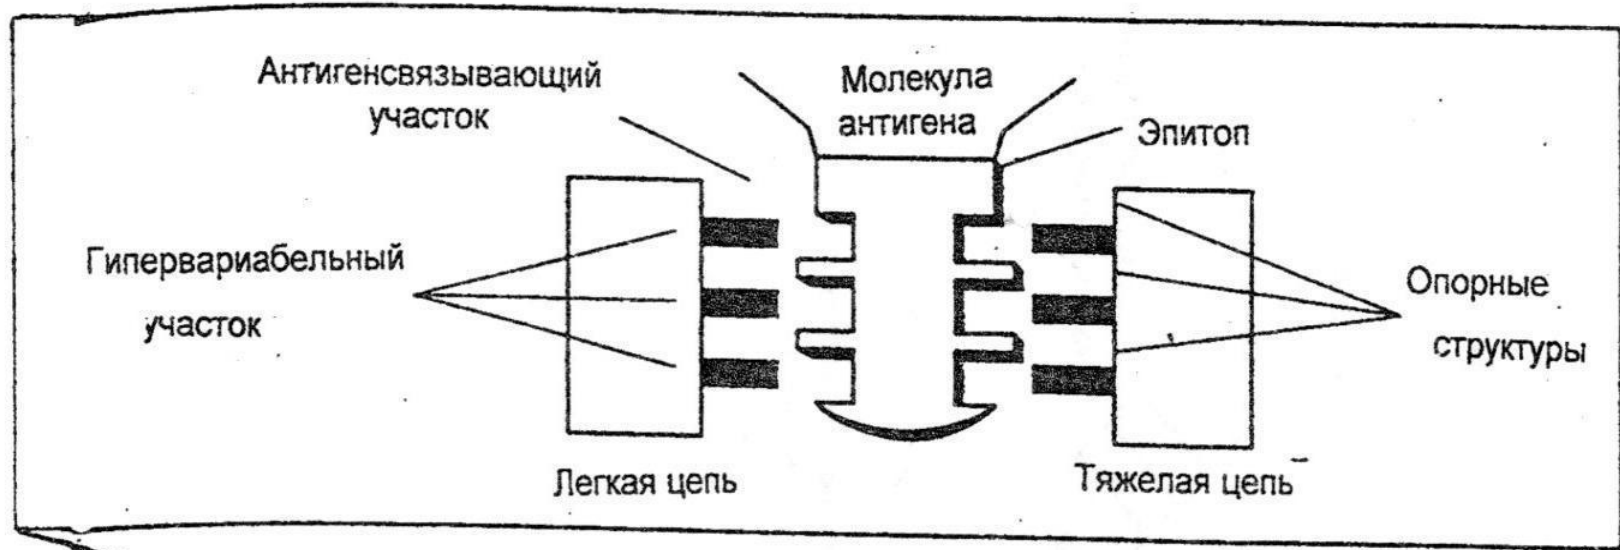 Антигенсвязывающий
участок
Молекула
антигена
Эпитоп
Гипервариабельный
участок
Опорные
структуры
Легкая цепь
Тяжелая цепь